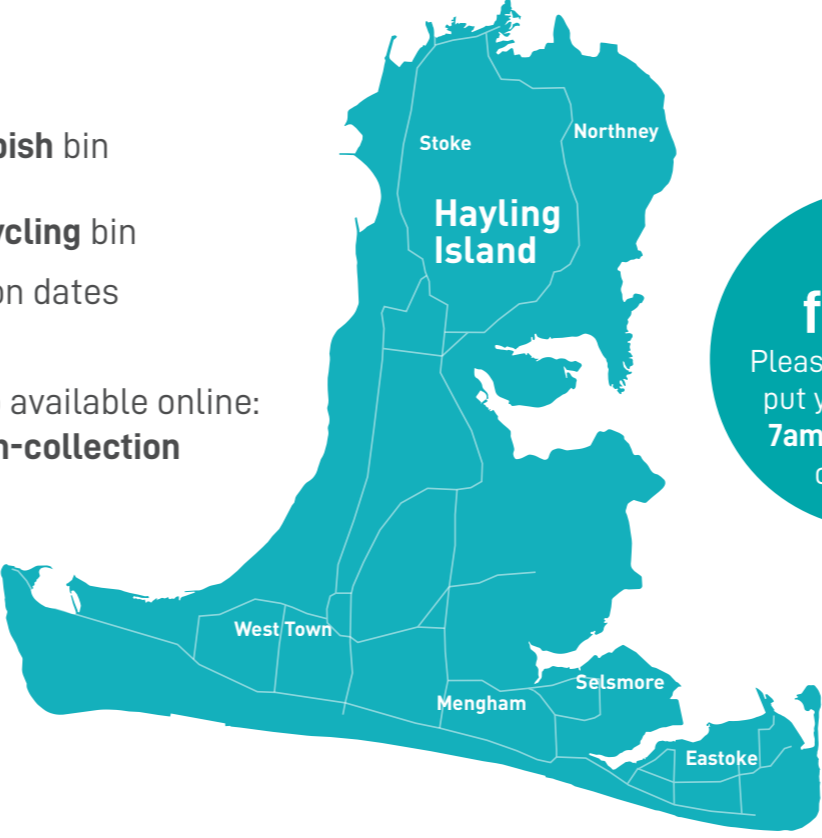 bish bin
ycling bin
on dates
available online:
n-collection
Stoke
Northney
Hayling
Island
West Town
Mengham
Selsmore
Eastoke
f
Pleas
put y
7am